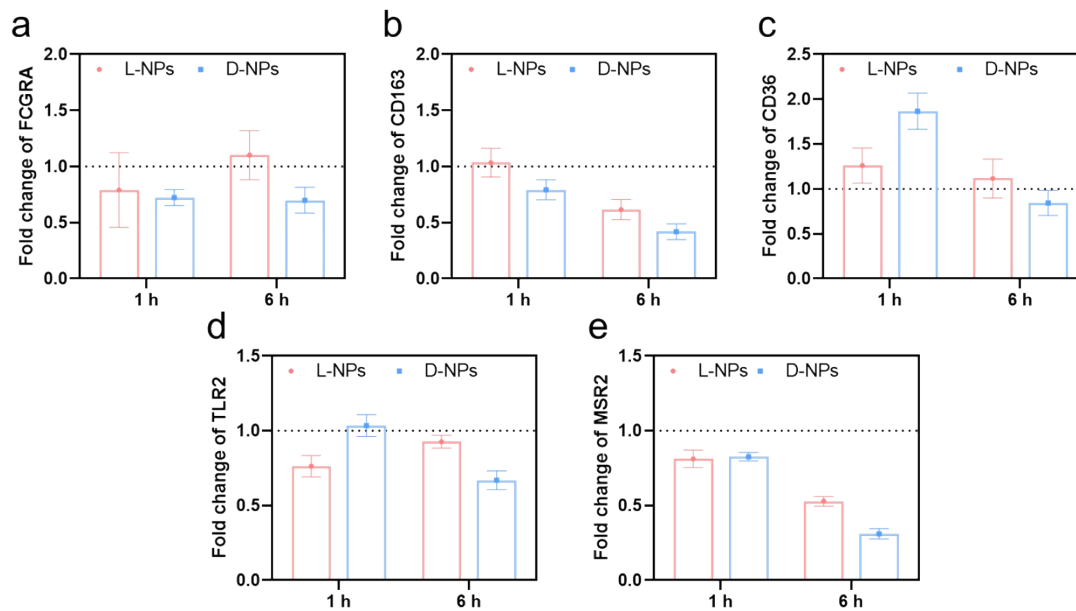 a
Fold change of FCGRA
2.0
1.5
1.0
0.5
0.0
L-NPs D-NPs
1 h 6 h
b
Fold change of CD163
2.0
1.5
1.0
0.5
0.0
L-NPs D-NPs
1 h 6 h
c
Fold change of CD36
2.5
2.0
1.5
1.0
0.5
0.0
L-NPs D-NPs
1 h 6 h
d
Fold change of TLR2
1.5
1.0
0.5
0.0
L-NPs D-NPs
1 h 6 h
e
Fold change of MSR2
1.5
1.0
0.5
0.0
L-NPs D-NPs
1 h 6 h